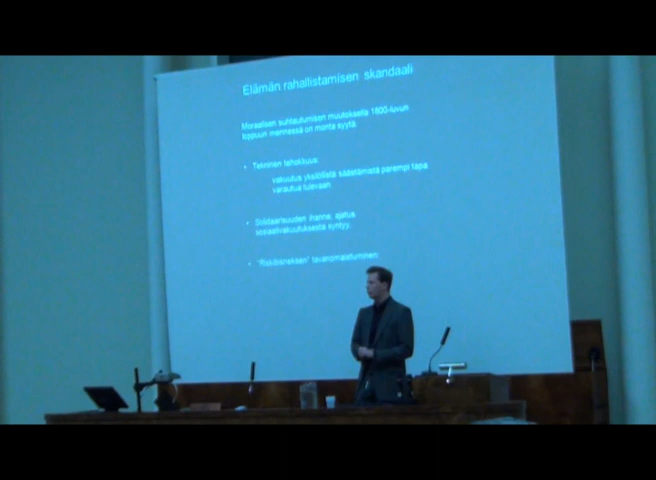 Elämän rahallistamisen skandaali
Moraalisen suhtautumisen muutoksella 1800-luvun
loppuun mennessä on monta syytä:
• Tekninen tehokkuus:
vakuutus yksilöllistä säästämistä parempi tapa
varautua tulevaan
• Solidaarisuuden ihanne; ajatus
sosiaalivakuutuksesta syntyy.
• "Riskibisneksen" tavanomaistuminen